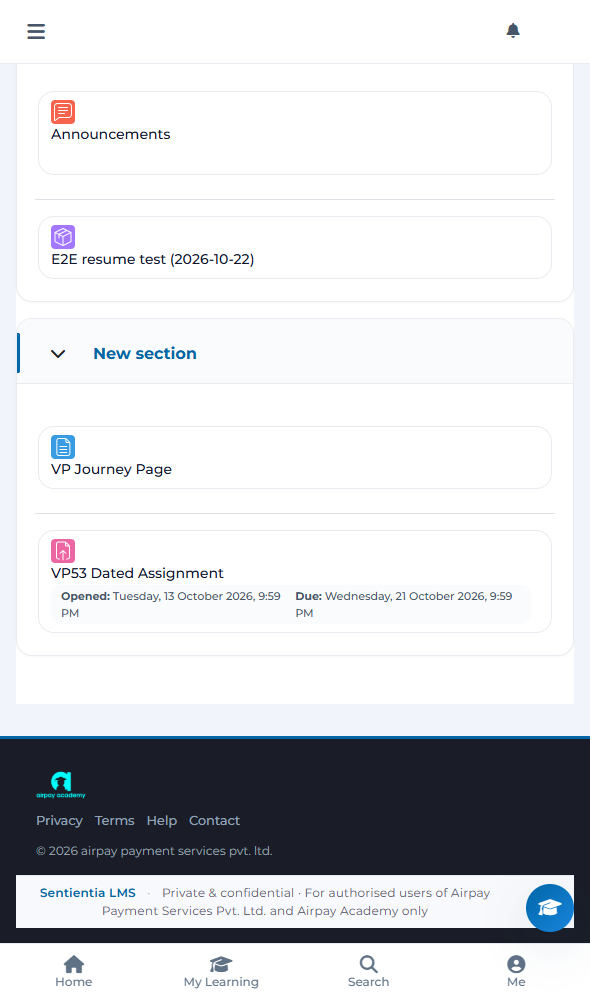 Announcements
E2E resume test (2026-10-22)
New section
VP Journey Page
VP53 Dated Assignment
Opened: Tuesday, 13 October 2026, 9:59 PM
Due: Wednesday, 21 October 2026, 9:59 PM
airpay academy
Privacy Terms Help Contact
© 2026 airpay payment services pvt. ltd.
Sentientia LMS · Private & confidential · For authorised users of Airpay
Payment Services Pvt. Ltd. and Airpay Academy only
Home My Learning Search Me